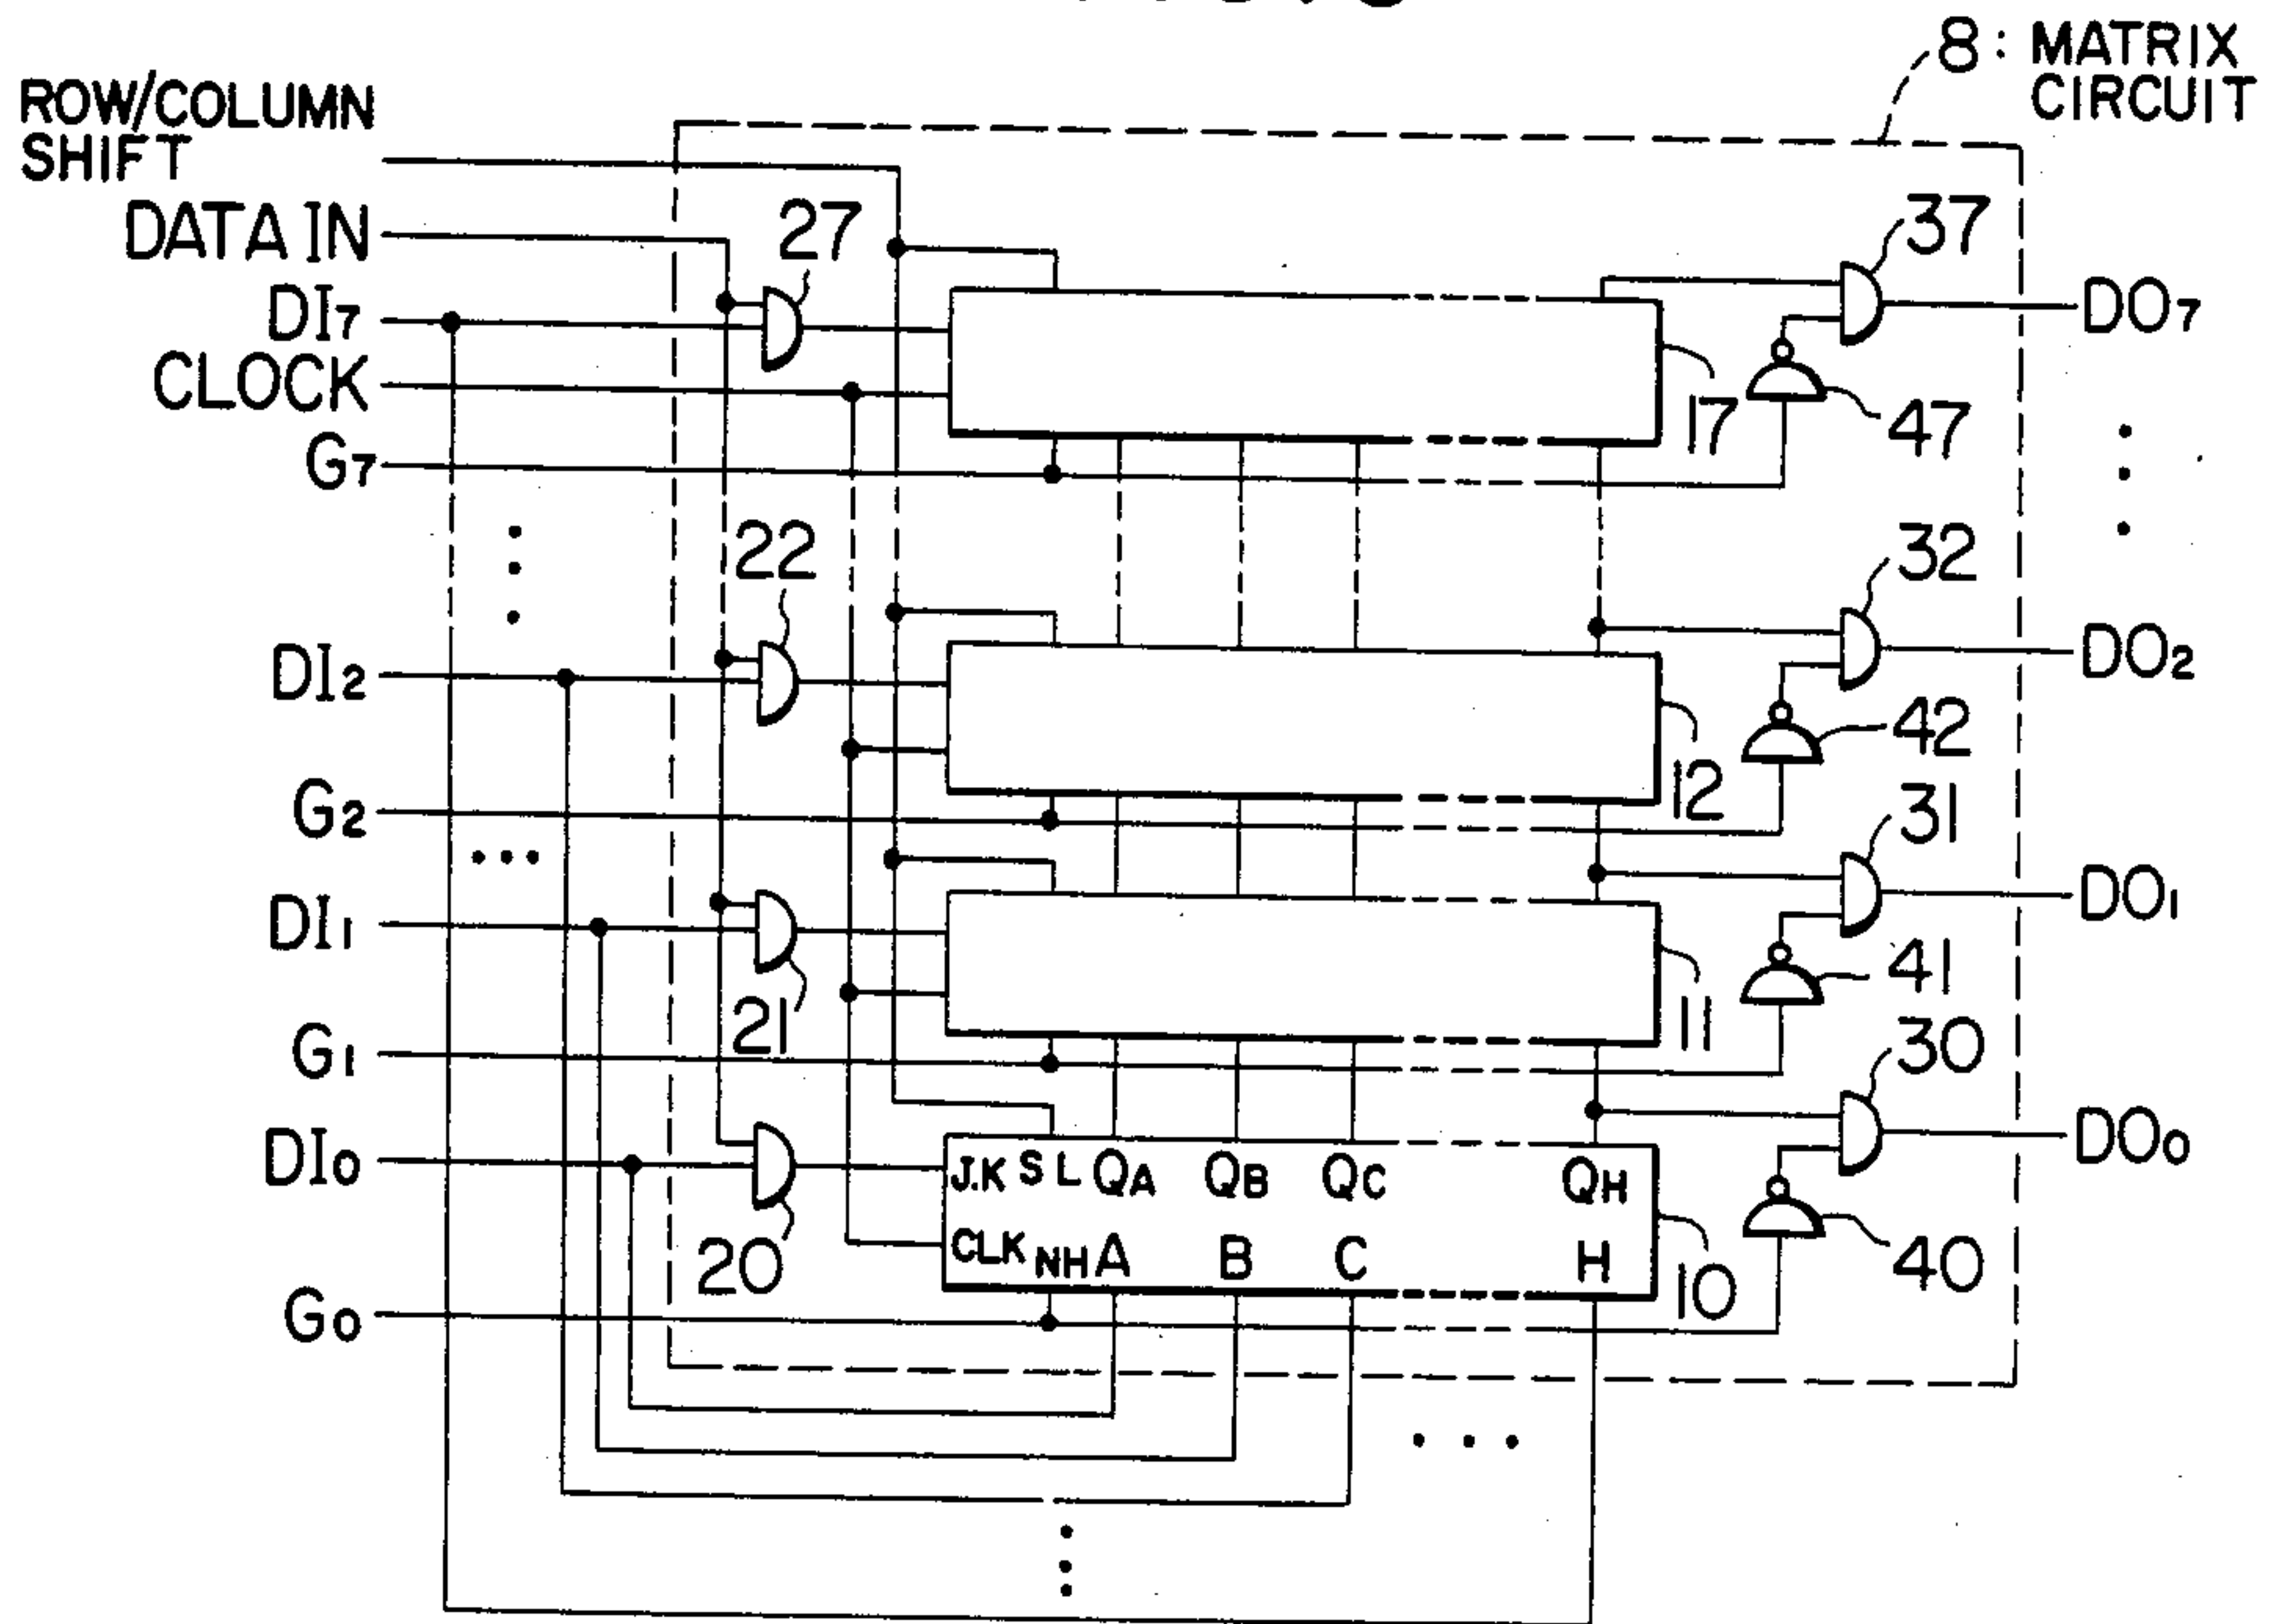 8: MATRIX
CIRCUIT
ROW/COLUMN
SHIFT
DATA IN
27
37
DI7
DO7
CLOCK
17
47
G7
22
32
DI2
DO2
42
12
G2
31
DI1
DO1
21
41
11
G1
30
DI0
DO0
J.K SL QA QB QC QH
20
CLK NH A B C H
10
40
G0